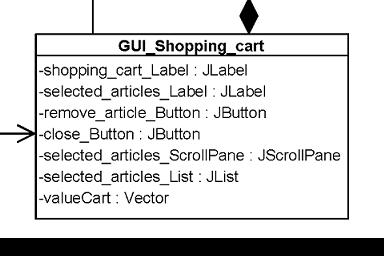 GUI_Shopping_cart
-shopping_cart_Label : JLabel
-selected_articles_Label : JLabel
-remove_article_Button : JButton
-close_Button : JButton
-selected_articles_ScrollPane : JScrollPane
-selected_articles_List : JList
-valueCart : Vector